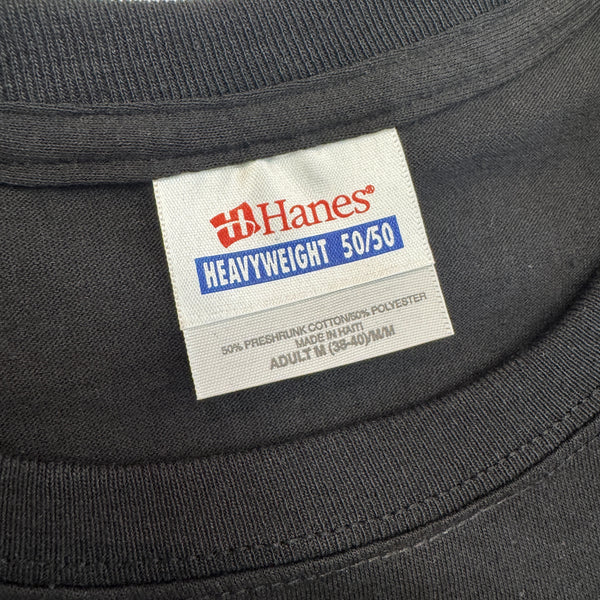 Hanes®
HEAVYWEIGHT 50/50
50% PRESHRUNK COTTON/50% POLYESTER
MADE IN HAITI
ADULT M (38-40)/M/M